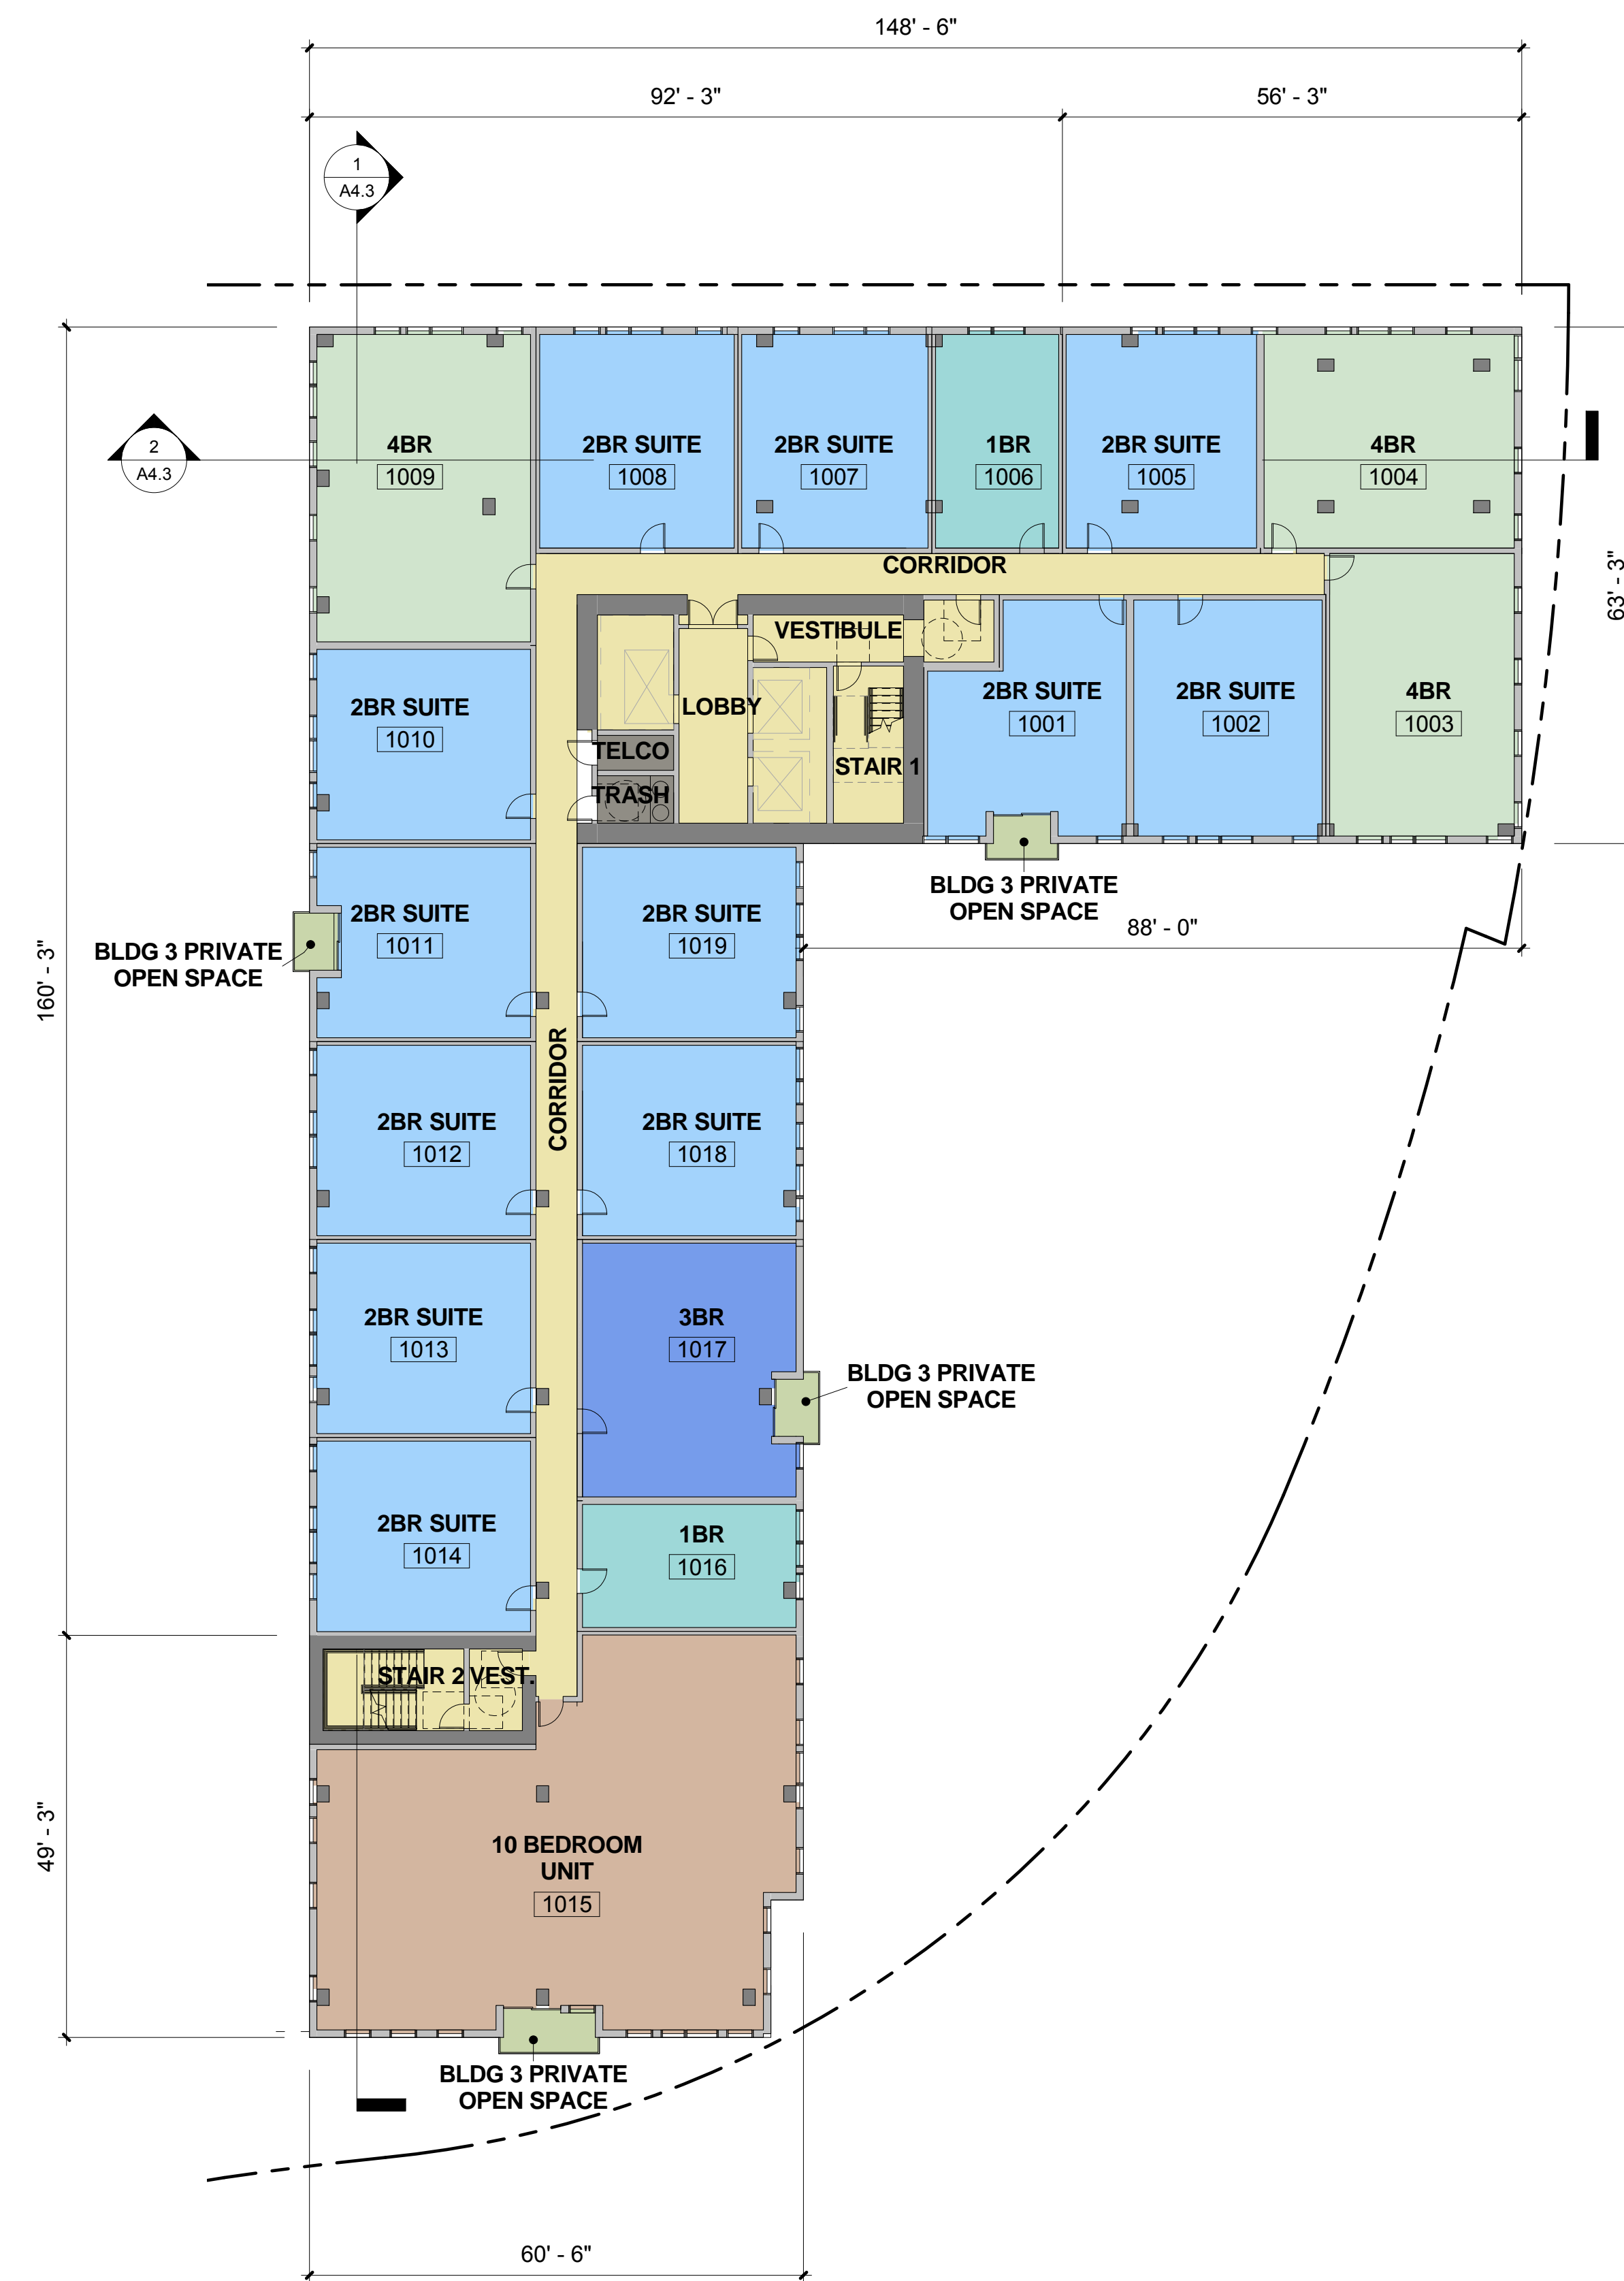 148' - 6"
92' - 3"
56' - 3"
1
A4.3
2
A4.3
4BR
1009
2BR SUITE
1008
2BR SUITE
1007
1BR
1006
2BR SUITE
1005
4BR
1004
CORRIDOR
63' - 3"
VESTIBULE
LOBBY
TELCO
TRASH
STAIR 1
2BR SUITE
1001
2BR SUITE
1002
4BR
1003
2BR SUITE
1010
BLDG 3 PRIVATE
OPEN SPACE
88' - 0"
2BR SUITE
1011
BLDG 3 PRIVATE
OPEN SPACE
2BR SUITE
1019
160' - 3"
CORRIDOR
2BR SUITE
1012
2BR SUITE
1018
2BR SUITE
1013
3BR
1017
BLDG 3 PRIVATE
OPEN SPACE
2BR SUITE
1014
1BR
1016
STAIR 2 VEST.
49' - 3"
10 BEDROOM
UNIT
1015
BLDG 3 PRIVATE
OPEN SPACE
60' - 6"